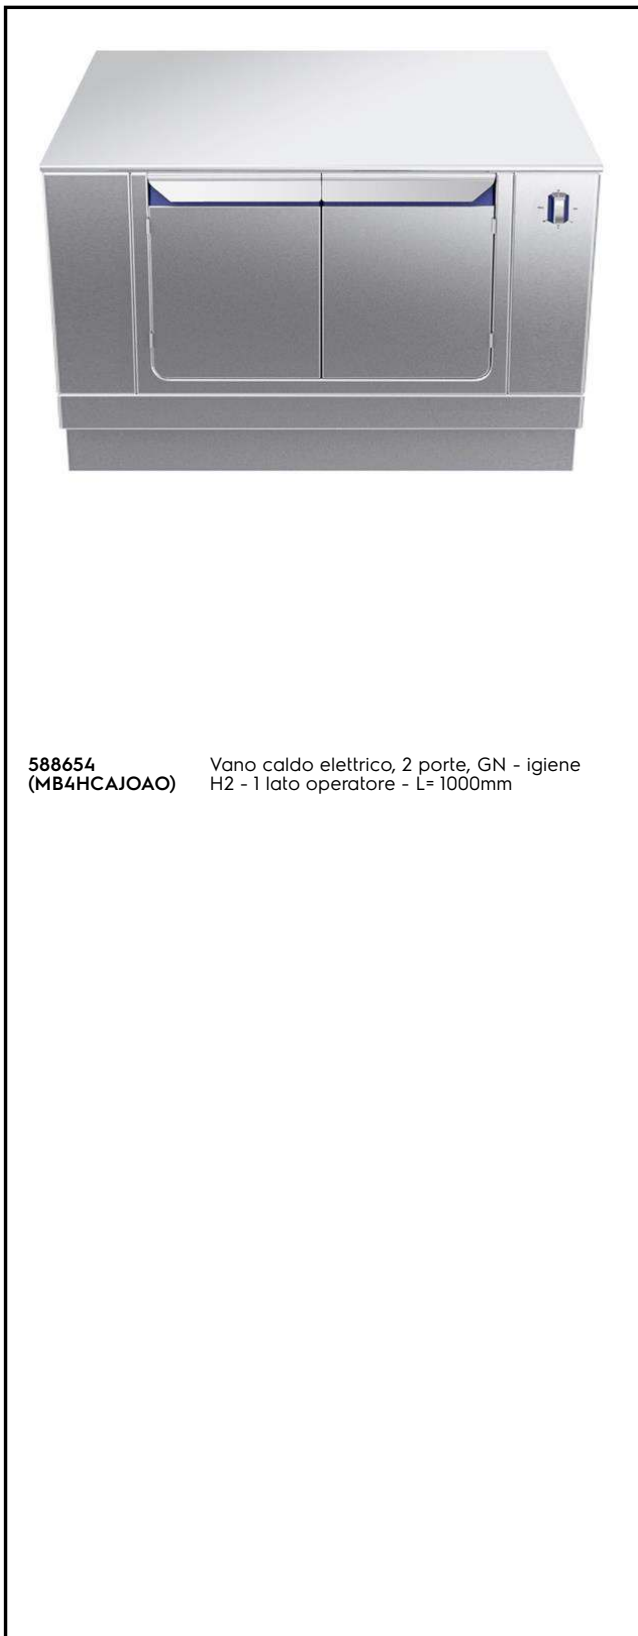 588654 Vano caldo elettrico, 2 porte, GN - igiene
(MB4HCAJOAO) H2 - 1 lato operatore - L= 1000mm